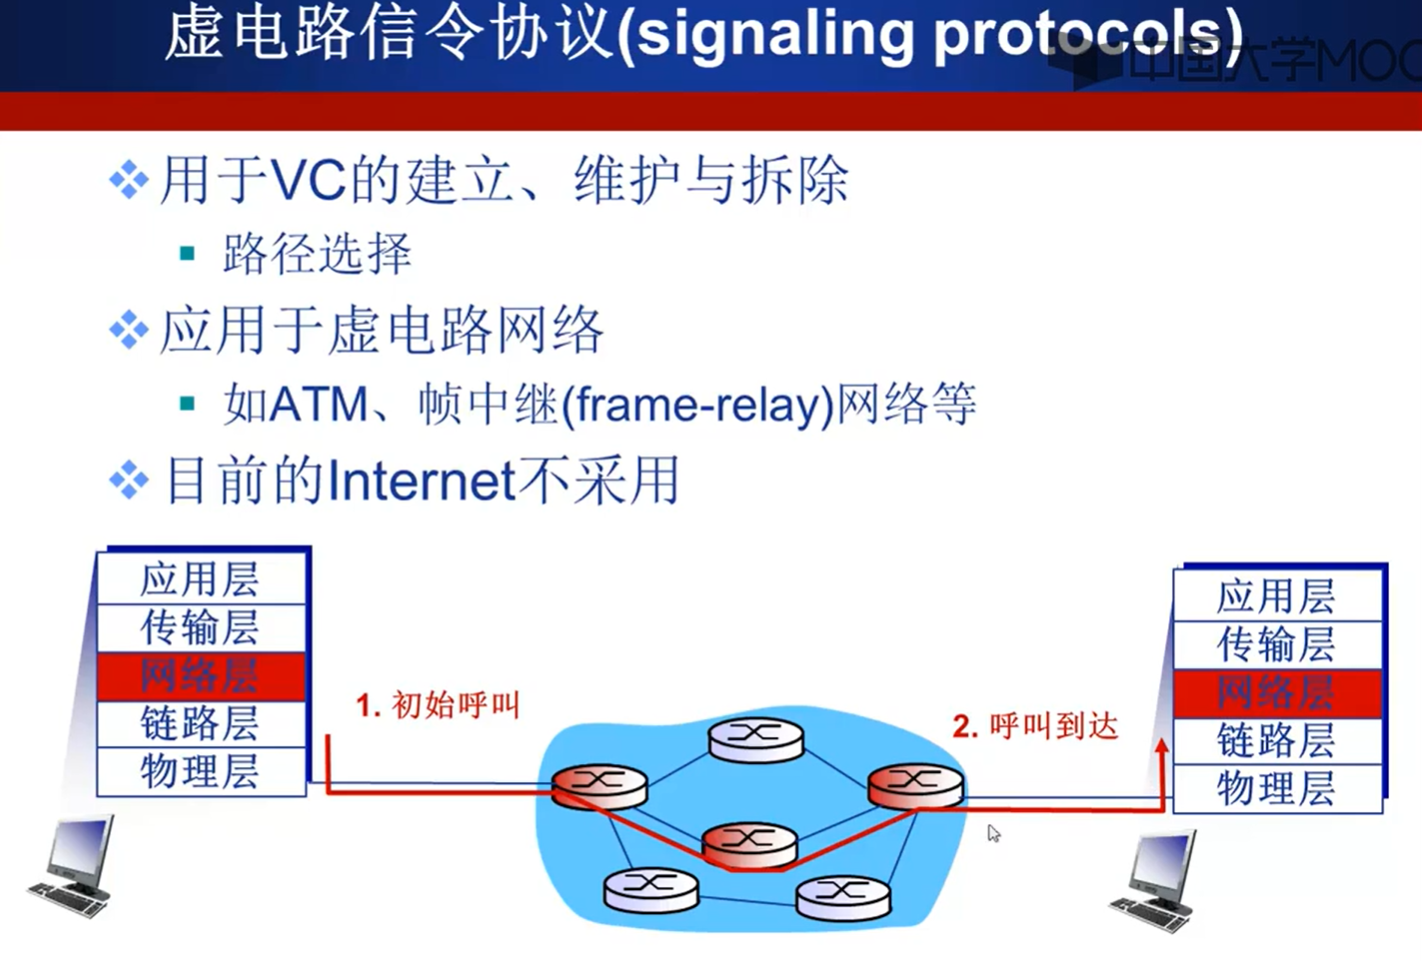 虚电路信令协议(signaling protocols)
中国大学MOO
用于VC的建立、维护与拆除
路径选择
应用于虚电路网络
如ATM、帧中继(frame-relay)网络等
目前的Internet不采用
应用层
传输层
网络层
链路层
物理层
1. 初始呼叫
2. 呼叫到达
应用层
传输层
网络层
链路层
物理层